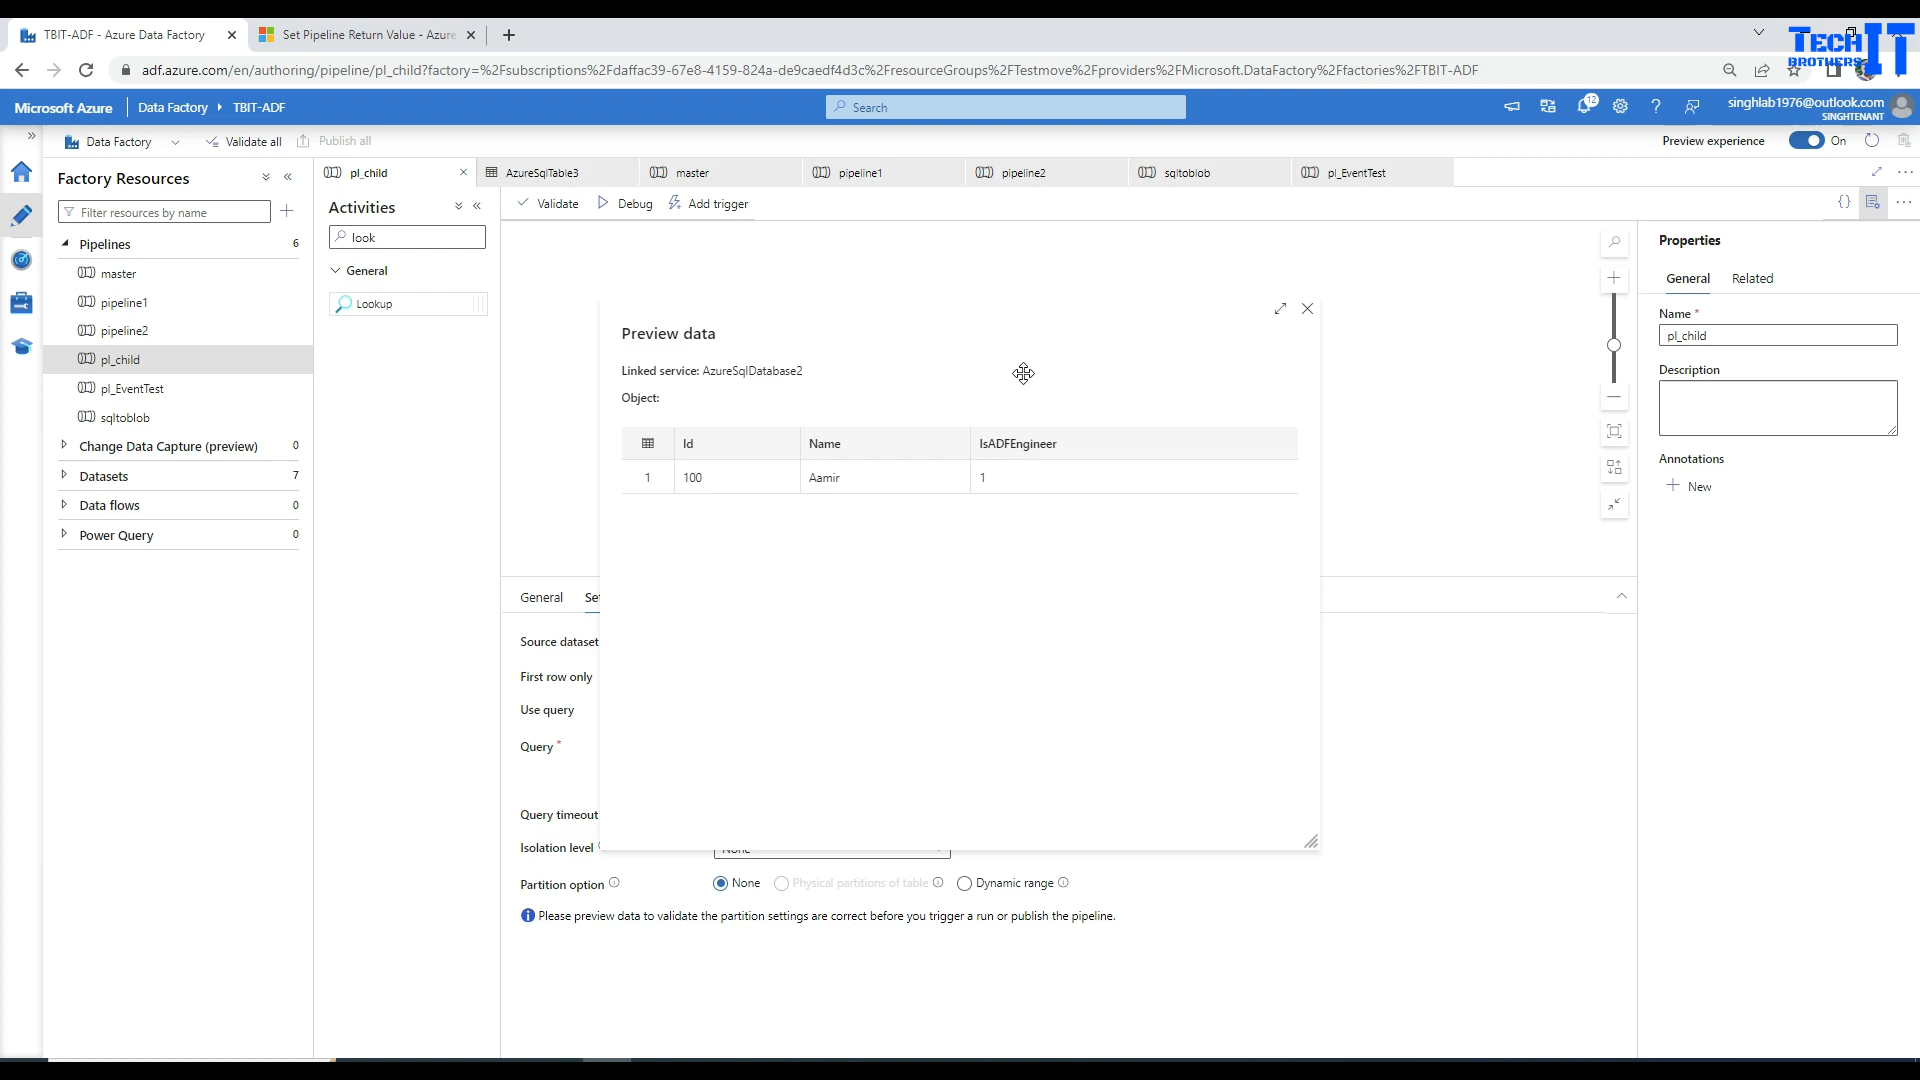 TBIT-ADF - Azure Data Factory
Set Pipeline Return Value - Azure
TECH BROTHERS IT
adf.azure.com/en/authoring/pipeline/pl_child?factory=%2Fsubscriptions%2Fdaffac39-67e8-4159-824a-de9caedf4d3c%2FresourceGroups%2FTestmove%2Fproviders%2FMicrosoft.DataFactory%2Ffactories%2FTBIT-ADF
Microsoft Azure
Data Factory
TBIT-ADF
Search
12
singhlab1976@outlook.com
SINGHTENANT
Data Factory
Validate all
Publish all
Preview experience
On
Factory Resources
Filter resources by name
Pipelines 6
master
pipeline1
pipeline2
pl_child
pl_EventTest
sqltoblob
Change Data Capture (preview) 0
Datasets 7
Data flows 0
Power Query 0
pl_child
AzureSqlTable3
master
pipeline1
pipeline2
sqltoblob
pl_EventTest
Activities
look
General
Lookup
Validate
Debug
Add trigger
Preview data
Linked service: AzureSqlDatabase2
Object:
Id Name IsADFEngineer
1 100 Aamir 1
General
Set
Source dataset
First row only
Use query
Query *
Query timeout
Isolation level
None
Partition option
None
Physical partitions of table
Dynamic range
Please preview data to validate the partition settings are correct before you trigger a run or publish the pipeline.
Properties
General
Related
Name *
pl_child
Description
Annotations
New